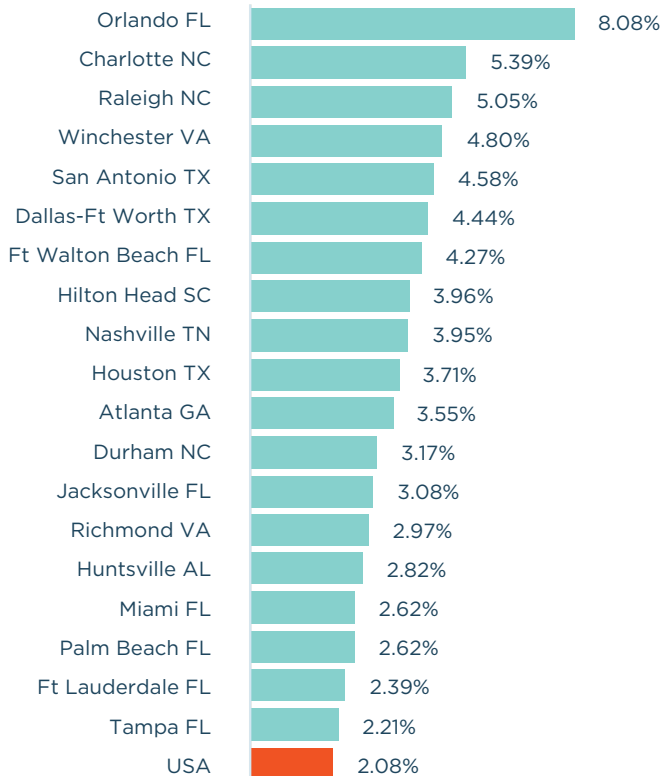 Orlando FL 8.08%
Charlotte NC 5.39%
Raleigh NC 5.05%
Winchester VA 4.80%
San Antonio TX 4.58%
Dallas-Ft Worth TX 4.44%
Ft Walton Beach FL 4.27%
Hilton Head SC 3.96%
Nashville TN 3.95%
Houston TX 3.71%
Atlanta GA 3.55%
Durham NC 3.17%
Jacksonville FL 3.08%
Richmond VA 2.97%
Huntsville AL 2.82%
Miami FL 2.62%
Palm Beach FL 2.62%
Ft Lauderdale FL 2.39%
Tampa FL 2.21%
USA 2.08%